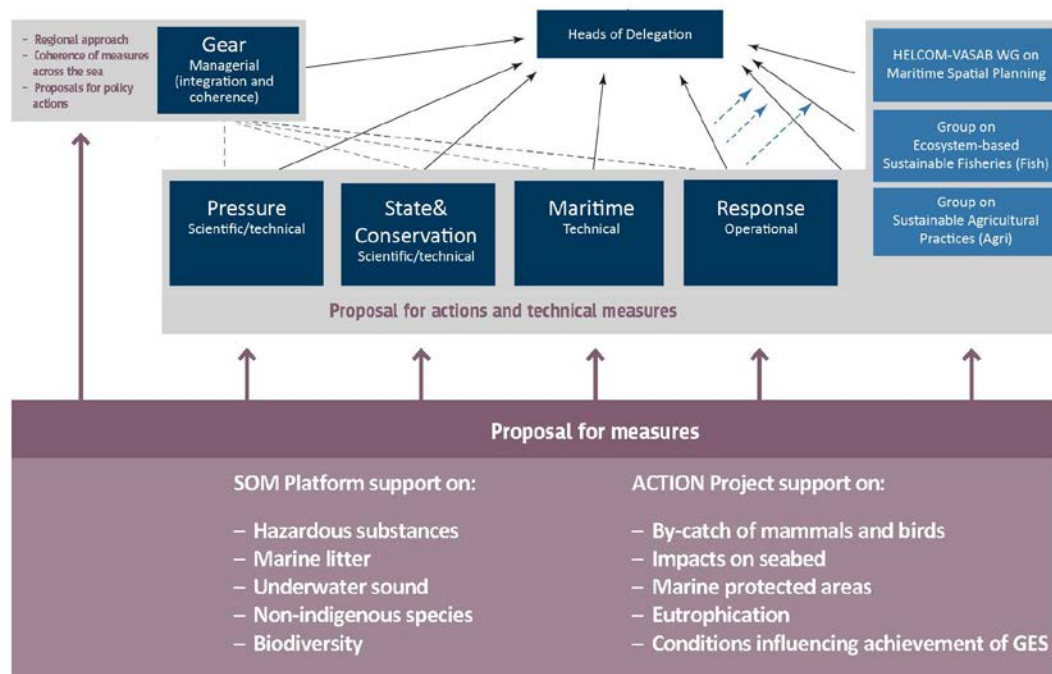 – Regional approach
– Coherence of measures
across the sea
– Proposals for policy
actions
Gear
Managerial
(integration and
coherence)
Heads of Delegation
HELCOM-VASAB WG on
Maritime Spatial Planning
Group on
Ecosystem-based
Sustainable Fisheries (Fish)
Group on
Sustainable Agricultural
Practices (Agri)
Pressure
Scientific/technical
State&
Conservation
Scientific/technical
Maritime
Technical
Response
Operational
Proposal for actions and technical measures
Proposal for measures
SOM Platform support on:
– Hazardous substances
– Marine litter
– Underwater sound
– Non-indigenous species
– Biodiversity
ACTION Project support on:
– By-catch of mammals and birds
– Impacts on seabed
– Marine protected areas
– Eutrophication
– Conditions influencing achievement of GES